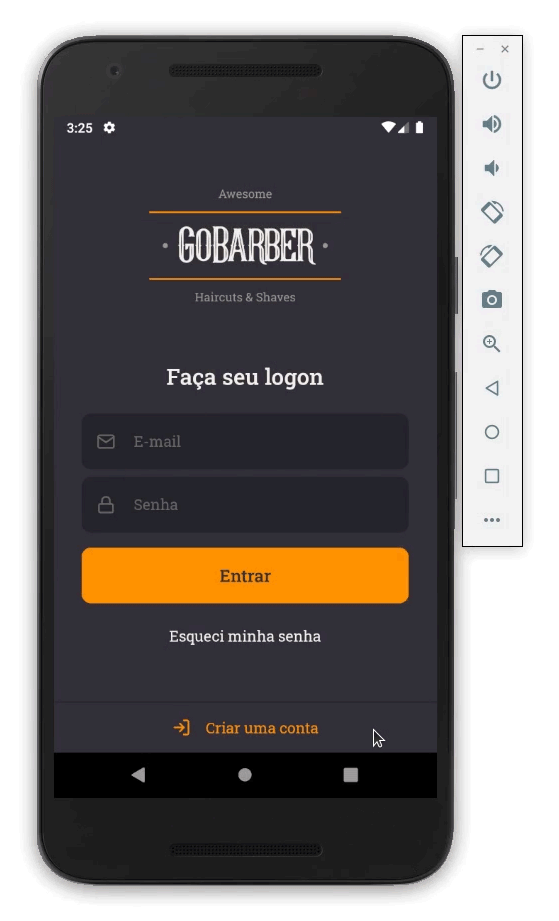 3:25
Awesome
GOBARBER
Haircuts & Shaves
Faça seu logon
E-mail
Senha
Entrar
Esqueci minha senha
Criar uma conta